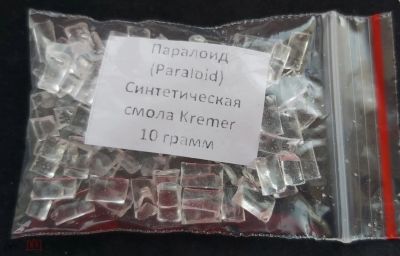 Паралоид
(Paraloid)
Синтетическая
смола Kremer
10 грамм